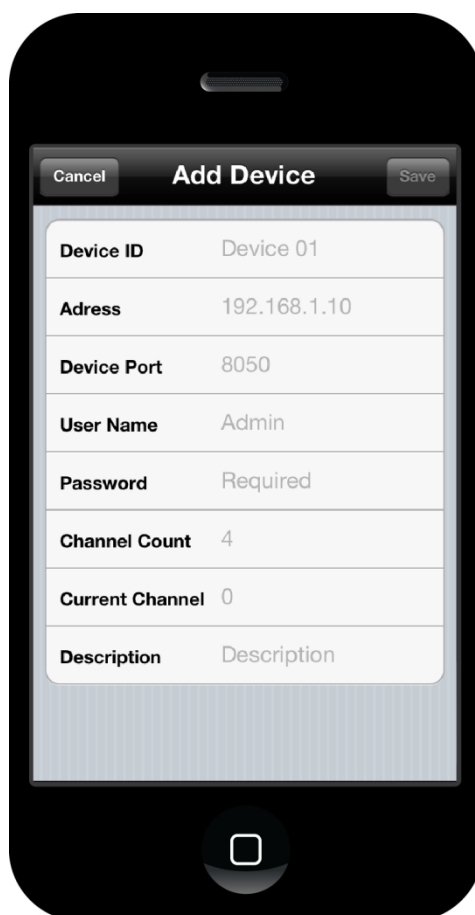 Cancel Add Device Save
Device ID Device 01
Adress 192.168.1.10
Device Port 8050
User Name Admin
Password Required
Channel Count 4
Current Channel 0
Description Description